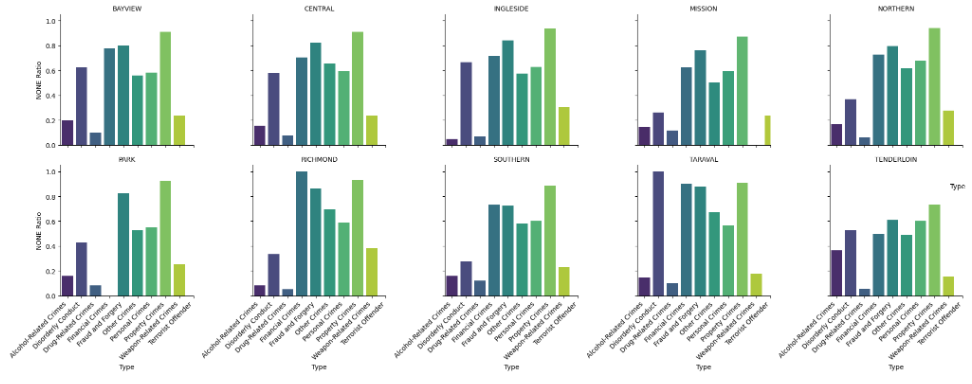 BAYVIEW
CENTRAL
INGLESIDE
MISSION
NORTHERN
NONE Ratio
1.0
0.8
0.6
0.4
0.2
0.0
PARK
RICHMOND
SOUTHERN
TARAVAL
TENDERLOIN
NONE Ratio
1.0
0.8
0.6
0.4
0.2
0.0
Type
Alcohol-Related Crimes
Disorderly Conduct
Drug-Related Crimes
Financial Crimes
Fraud and Forgery
Other Crimes
Personal Crimes
Property Crimes
Weapon-Related Crimes
Terrorist Offender
Type
Alcohol-Related Crimes
Disorderly Conduct
Drug-Related Crimes
Financial Crimes
Fraud and Forgery
Other Crimes
Personal Crimes
Property Crimes
Weapon-Related Crimes
Terrorist Offender
Type
Alcohol-Related Crimes
Disorderly Conduct
Drug-Related Crimes
Financial Crimes
Fraud and Forgery
Other Crimes
Personal Crimes
Property Crimes
Weapon-Related Crimes
Terrorist Offender
Type
Alcohol-Related Crimes
Disorderly Conduct
Drug-Related Crimes
Financial Crimes
Fraud and Forgery
Other Crimes
Personal Crimes
Property Crimes
Weapon-Related Crimes
Terrorist Offender
Type
Alcohol-Related Crimes
Disorderly Conduct
Drug-Related Crimes
Financial Crimes
Fraud and Forgery
Other Crimes
Personal Crimes
Property Crimes
Weapon-Related Crimes
Terrorist Offender
Type